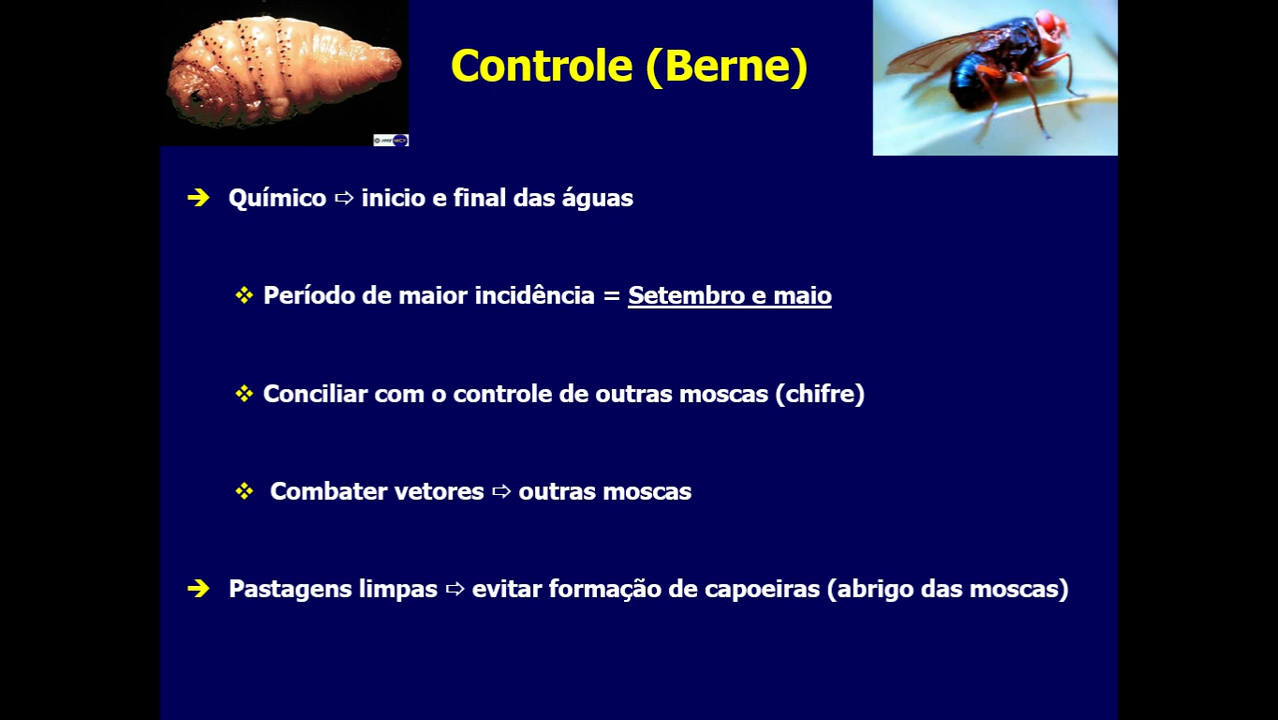 Controle (Berne)
➔ Químico ⇨ inicio e final das águas
❖ Período de maior incidência = Setembro e maio
❖ Conciliar com o controle de outras moscas (chifre)
❖ Combater vetores ⇨ outras moscas
➔ Pastagens limpas ⇨ evitar formação de capoeiras (abrigo das moscas)